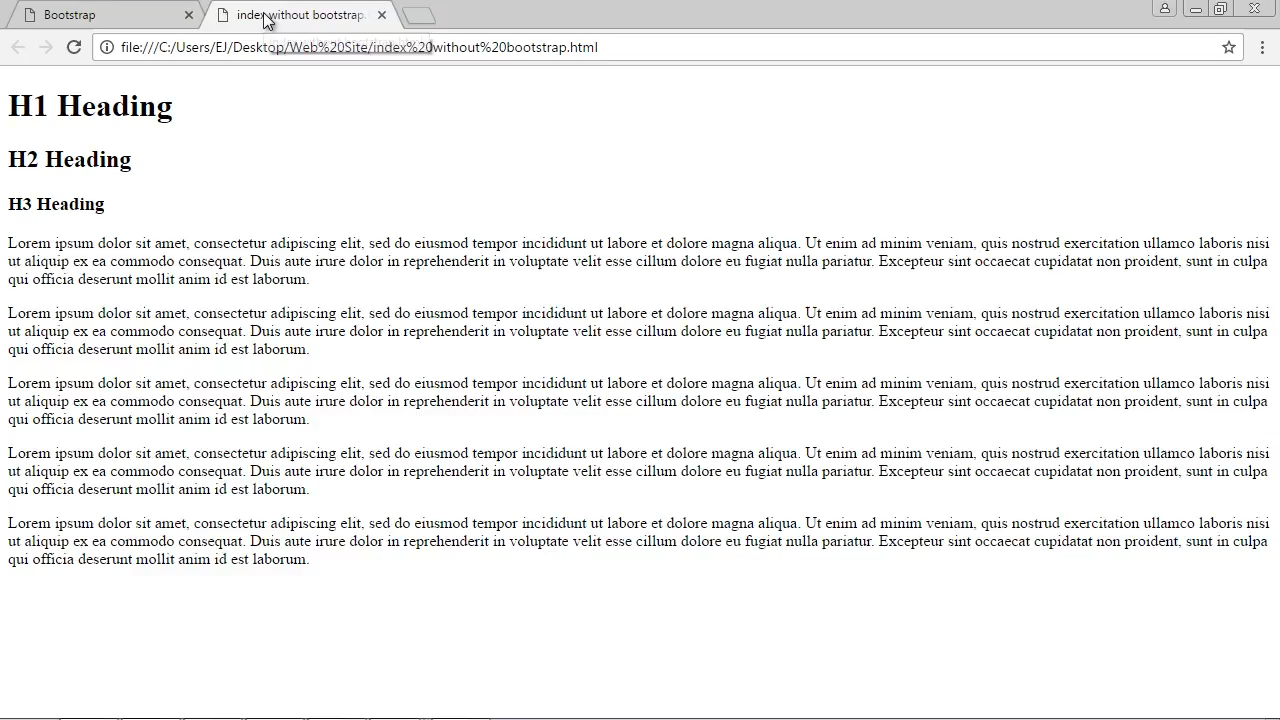 Bootstrap
index without bootstrap.
file:///C:/Users/EJ/Desktop/Web%20Site/index%20without%20bootstrap.html
H1 Heading
H2 Heading
H3 Heading
Lorem ipsum dolor sit amet, consectetur adipiscing elit, sed do eiusmod tempor incididunt ut labore et dolore magna aliqua. Ut enim ad minim veniam, quis nostrud exercitation ullamco laboris nisi
ut aliquip ex ea commodo consequat. Duis aute irure dolor in reprehenderit in voluptate velit esse cillum dolore eu fugiat nulla pariatur. Excepteur sint occaecat cupidatat non proident, sunt in culpa
qui officia deserunt mollit anim id est laborum.
Lorem ipsum dolor sit amet, consectetur adipiscing elit, sed do eiusmod tempor incididunt ut labore et dolore magna aliqua. Ut enim ad minim veniam, quis nostrud exercitation ullamco laboris nisi
ut aliquip ex ea commodo consequat. Duis aute irure dolor in reprehenderit in voluptate velit esse cillum dolore eu fugiat nulla pariatur. Excepteur sint occaecat cupidatat non proident, sunt in culpa
qui officia deserunt mollit anim id est laborum.
Lorem ipsum dolor sit amet, consectetur adipiscing elit, sed do eiusmod tempor incididunt ut labore et dolore magna aliqua. Ut enim ad minim veniam, quis nostrud exercitation ullamco laboris nisi
ut aliquip ex ea commodo consequat. Duis aute irure dolor in reprehenderit in voluptate velit esse cillum dolore eu fugiat nulla pariatur. Excepteur sint occaecat cupidatat non proident, sunt in culpa
qui officia deserunt mollit anim id est laborum.
Lorem ipsum dolor sit amet, consectetur adipiscing elit, sed do eiusmod tempor incididunt ut labore et dolore magna aliqua. Ut enim ad minim veniam, quis nostrud exercitation ullamco laboris nisi
ut aliquip ex ea commodo consequat. Duis aute irure dolor in reprehenderit in voluptate velit esse cillum dolore eu fugiat nulla pariatur. Excepteur sint occaecat cupidatat non proident, sunt in culpa
qui officia deserunt mollit anim id est laborum.
Lorem ipsum dolor sit amet, consectetur adipiscing elit, sed do eiusmod tempor incididunt ut labore et dolore magna aliqua. Ut enim ad minim veniam, quis nostrud exercitation ullamco laboris nisi
ut aliquip ex ea commodo consequat. Duis aute irure dolor in reprehenderit in voluptate velit esse cillum dolore eu fugiat nulla pariatur. Excepteur sint occaecat cupidatat non proident, sunt in culpa
qui officia deserunt mollit anim id est laborum.